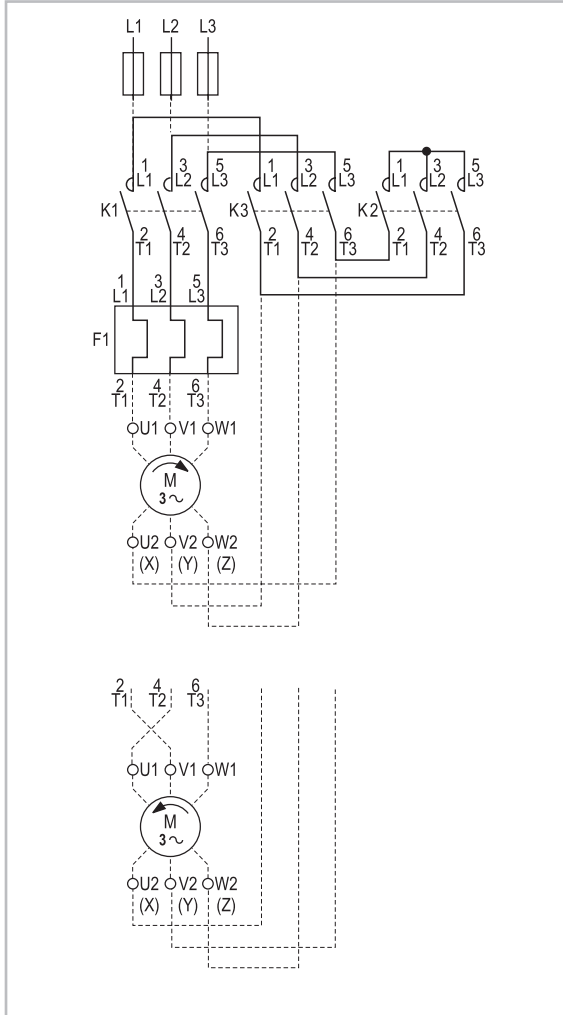 L1 L2 L3
1 3 5 1 3 5 1 3 5
L1 L2 L3 L1 L2 L3 L1 L2 L3
K1 K3 K2
2 4 6 2 4 6 2 4 6
T1 T2 T3 T1 T2 T3 T1 T2 T3
1 3 5
L1 L2 L3
F1
2 4 6
T1 T2 T3
U1 V1 W1
M
3 ~
U2 V2 W2
(X) (Y) (Z)
2 4 6
T1 T2 T3
U1 V1 W1
M
3 ~
U2 V2 W2
(X) (Y) (Z)